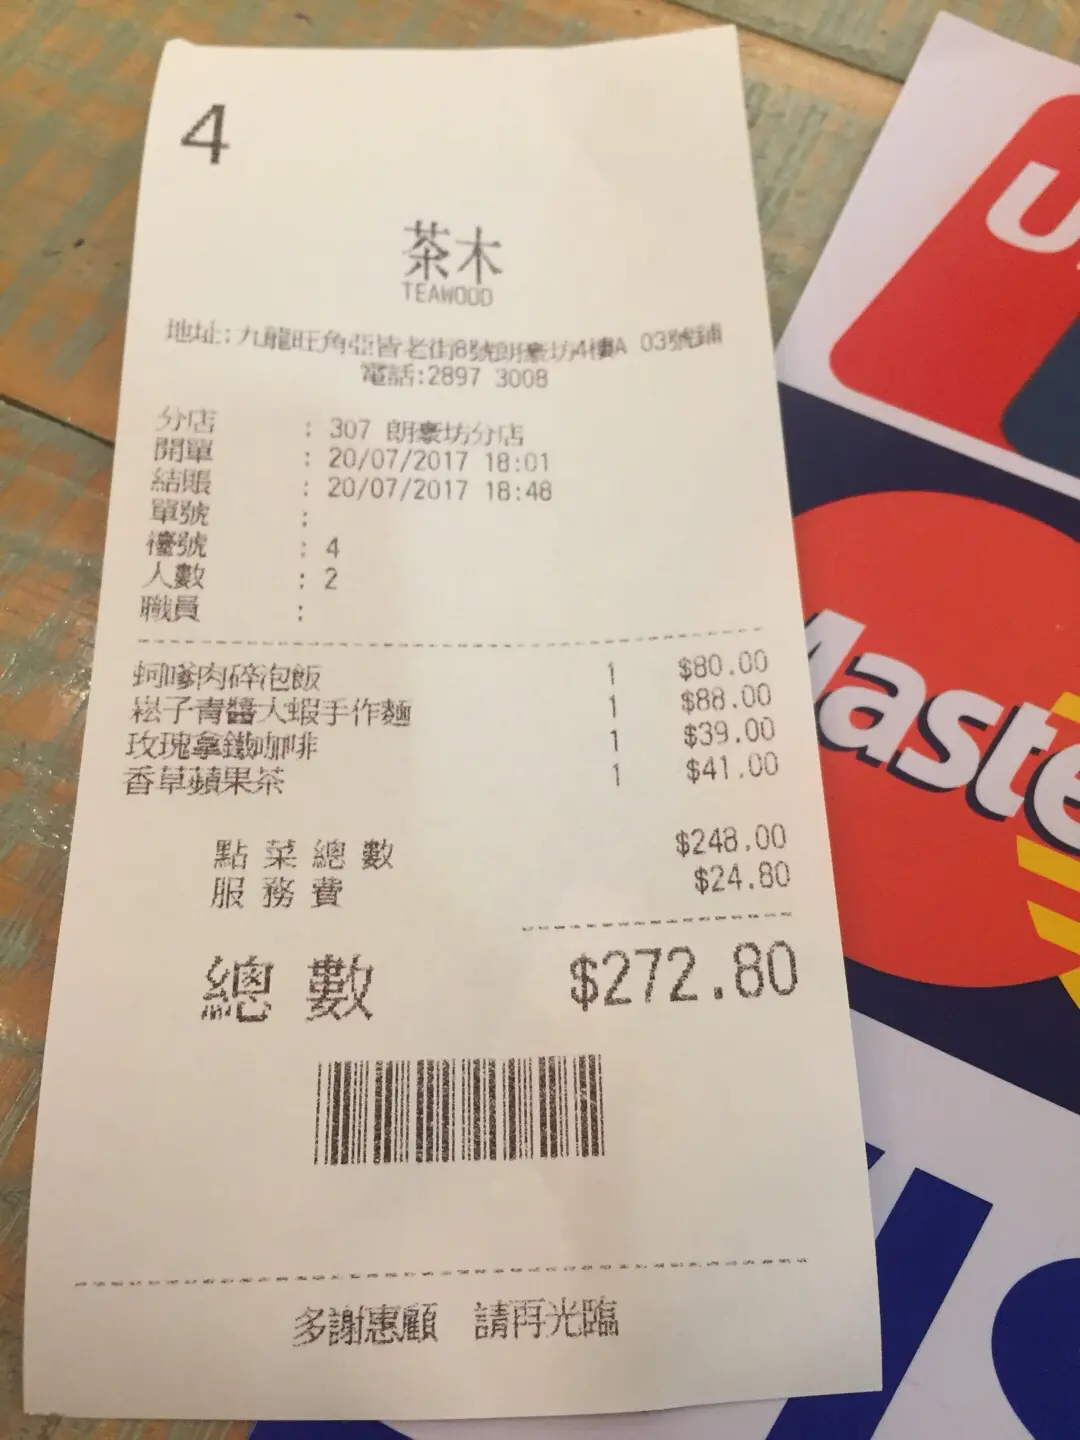 4
茶木
TEAWOOD
地址:九龍旺角亞皆老街8號朗豪坊4樓A 03號鋪
電話:2897 3008
分店 : 307 朗豪坊分店
開單 : 20/07/2017 18:01
結賬 : 20/07/2017 18:48
單號 :
檯號 : 4
人數 : 2
職員 :
蚵嗲肉碎泡飯 1 $80.00
崧子青醬大蝦手作麵 1 $88.00
玫瑰拿鐵咖啡 1 $39.00
香草蘋果茶 1 $41.00
點菜總數 $248.00
服務費 $24.80
總數 $272.80
多謝惠顧 請再光臨
Maste